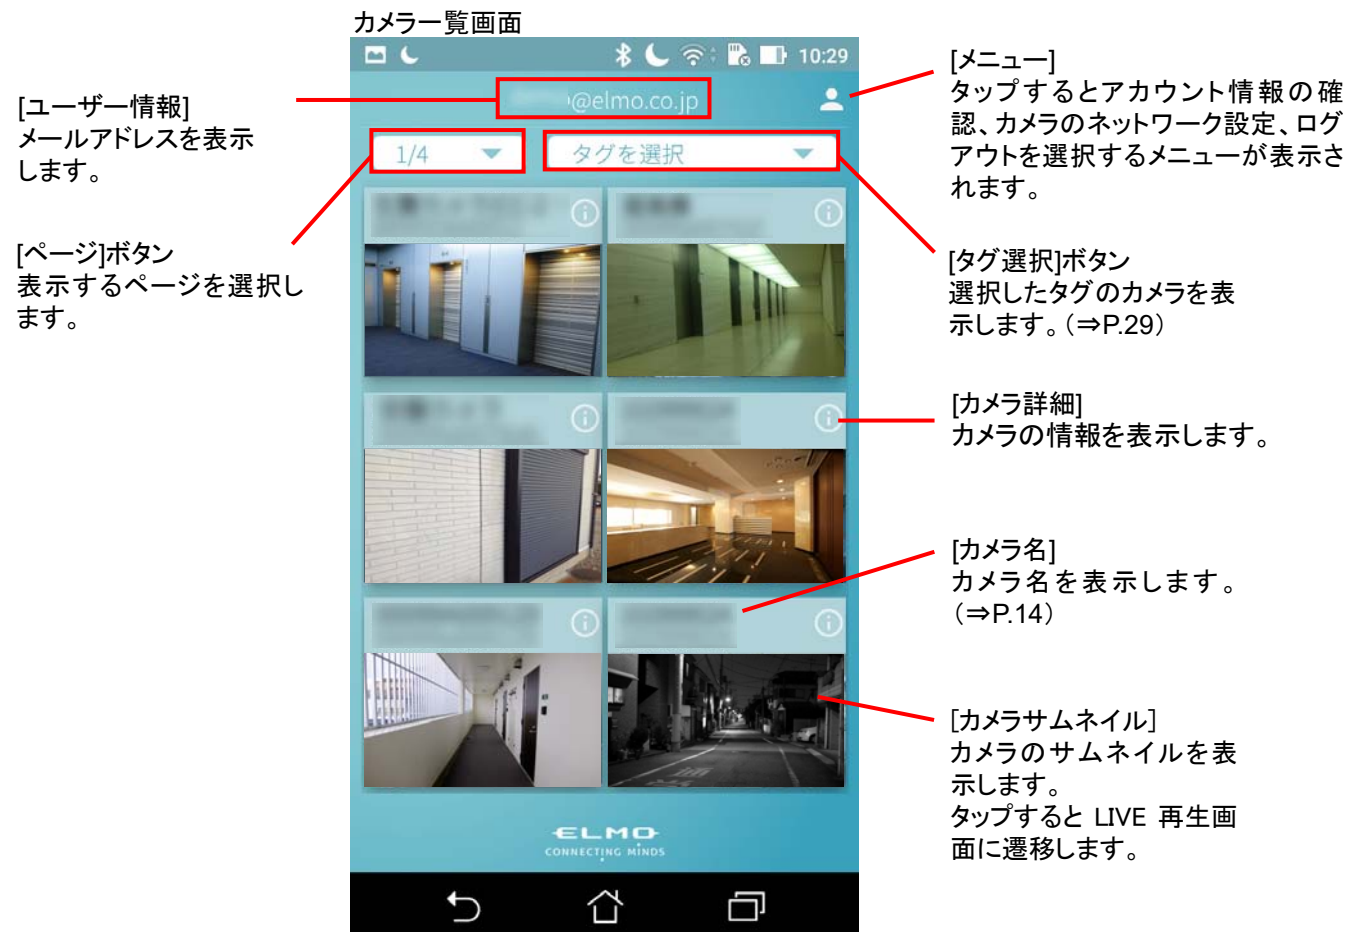 カメラ一覧画面
10:29
@elmo.co.jp
1/4
タグを選択
[ユーザー情報]
メールアドレスを表示
します。
[ページ]ボタン
表示するページを選択し
ます。
[メニュー]
タップするとアカウント情報の確
認、カメラのネットワーク設定、ログ
アウトを選択するメニューが表示さ
れます。
[タグ選択]ボタン
選択したタグのカメラを表
示します。（⇒P.29）
[カメラ詳細]
カメラの情報を表示します。
[カメラ名]
カメラ名を表示します。
（⇒P.14）
[カメラサムネイル］
カメラのサムネイルを表
示します。
タップすると LIVE 再生画
面に遷移します。
ELMO
CONNECTING MINDS